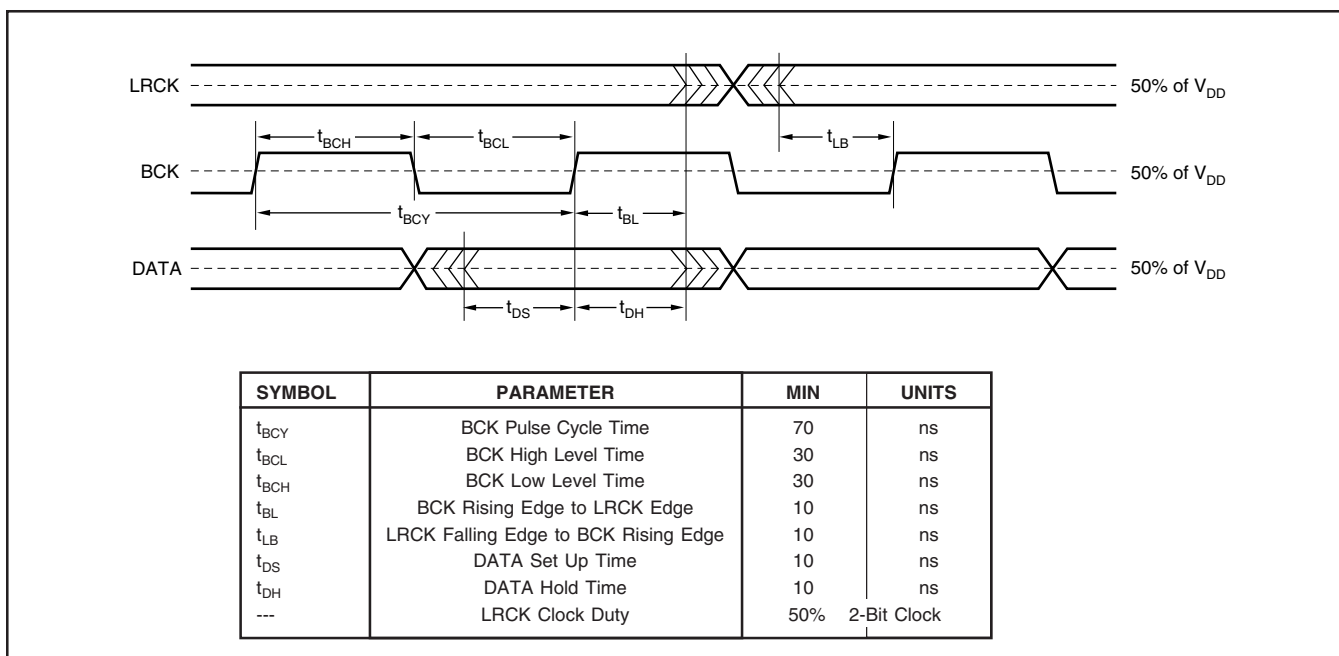 LRCK
50% of VDD
tBCH
tBCL
tLB
BCK
50% of VDD
tBCY
tBL
DATA
50% of VDD
tDS
tDH
SYMBOL PARAMETER MIN UNITS
tBCY BCK Pulse Cycle Time 70 ns
tBCL BCK High Level Time 30 ns
tBCH BCK Low Level Time 30 ns
tBL BCK Rising Edge to LRCK Edge 10 ns
tLB LRCK Falling Edge to BCK Rising Edge 10 ns
tDS DATA Set Up Time 10 ns
tDH DATA Hold Time 10 ns
--- LRCK Clock Duty 50% 2-Bit Clock